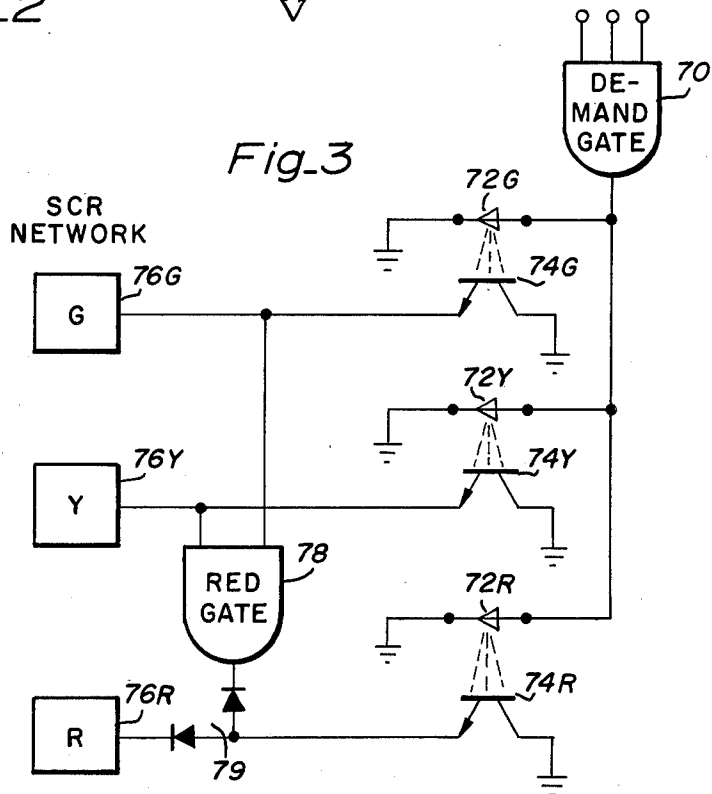 _2
DE-
MAND
GATE
70
Fig_3
72G
SCR
NETWORK
76G
74G
G
72Y
76Y
74Y
Y
78
RED
GATE
72R
76R
74R
R
79